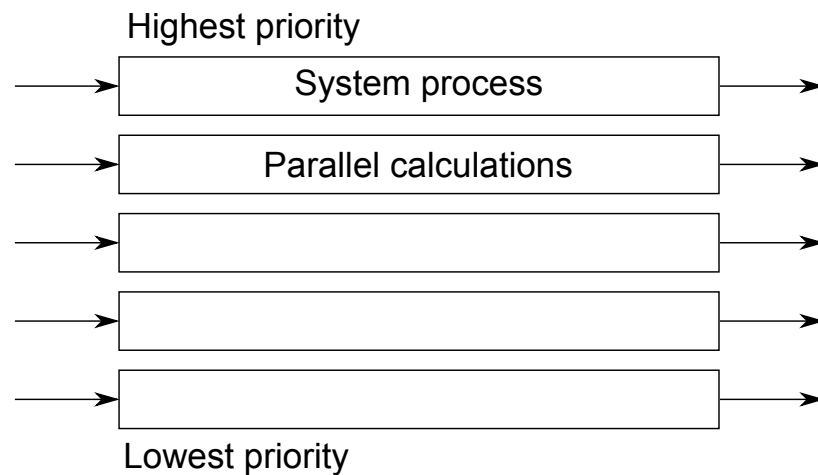 Highest priority
System process
Parallel calculations
Lowest priority